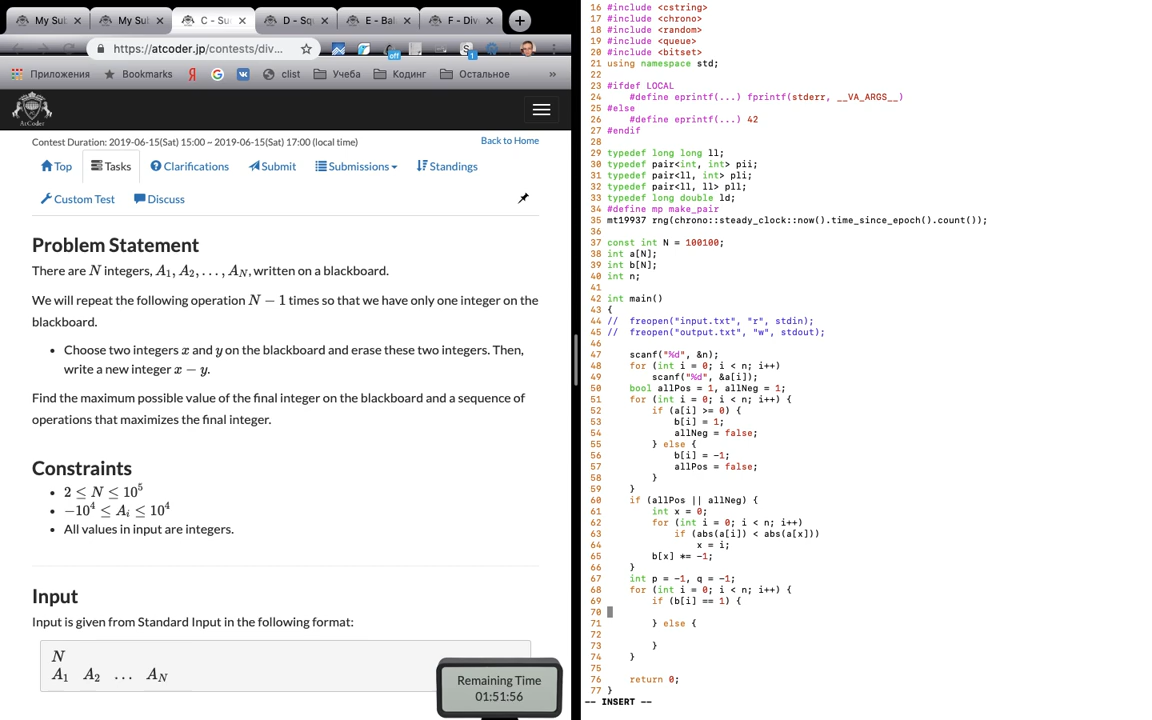 My Sul
My Sul
C - Su
D - Sq
E - Bal
F - Div
https://atcoder.jp/contests/div...
off
1
Приложения
Bookmarks
Я
clist
Учеба
Кодинг
Остальное
»
AtCoder
Contest Duration: 2019-06-15(Sat) 15:00 ~ 2019-06-15(Sat) 17:00 (local time)
Back to Home
Top
Tasks
Clarifications
Submit
Submissions
Standings
Custom Test
Discuss
Problem Statement
There are N integers, A₁, A₂, . . . , A_N, written on a blackboard.
We will repeat the following operation N − 1 times so that we have only one integer on the
blackboard.
• Choose two integers x and y on the blackboard and erase these two integers. Then,
write a new integer x − y.
Find the maximum possible value of the final integer on the blackboard and a sequence of
operations that maximizes the final integer.
Constraints
• 2 ≤ N ≤ 10⁵
• −10⁴ ≤ Aᵢ ≤ 10⁴
• All values in input are integers.
Input
Input is given from Standard Input in the following format:
N
A₁ A₂ … A_N
Remaining Time
01:51:56
16 #include <cstring>
17 #include <chrono>
18 #include <random>
19 #include <queue>
20 #include <bitset>
21 using namespace std;
22
23 #ifdef LOCAL
24     #define eprintf(...) fprintf(stderr, __VA_ARGS__)
25 #else
26     #define eprintf(...) 42
27 #endif
28
29 typedef long long ll;
30 typedef pair<int, int> pii;
31 typedef pair<ll, int> pli;
32 typedef pair<ll, ll> pll;
33 typedef long double ld;
34 #define mp make_pair
35 mt19937 rng(chrono::steady_clock::now().time_since_epoch().count());
36
37 const int N = 100100;
38 int a[N];
39 int b[N];
40 int n;
41
42 int main()
43 {
44 //  freopen("input.txt", "r", stdin);
45 //  freopen("output.txt", "w", stdout);
46
47     scanf("%d", &n);
48     for (int i = 0; i < n; i++)
49         scanf("%d", &a[i]);
50     bool allPos = 1, allNeg = 1;
51     for (int i = 0; i < n; i++) {
52         if (a[i] >= 0) {
53             b[i] = 1;
54             allNeg = false;
55         } else {
56             b[i] = -1;
57             allPos = false;
58         }
59     }
60     if (allPos || allNeg) {
61         int x = 0;
62         for (int i = 0; i < n; i++)
63             if (abs(a[i]) < abs(a[x]))
64                 x = i;
65         b[x] *= -1;
66     }
67     int p = -1, q = -1;
68     for (int i = 0; i < n; i++) {
69         if (b[i] == 1) {
70
71         } else {
72
73         }
74     }
75
76     return 0;
77 }
-- INSERT --